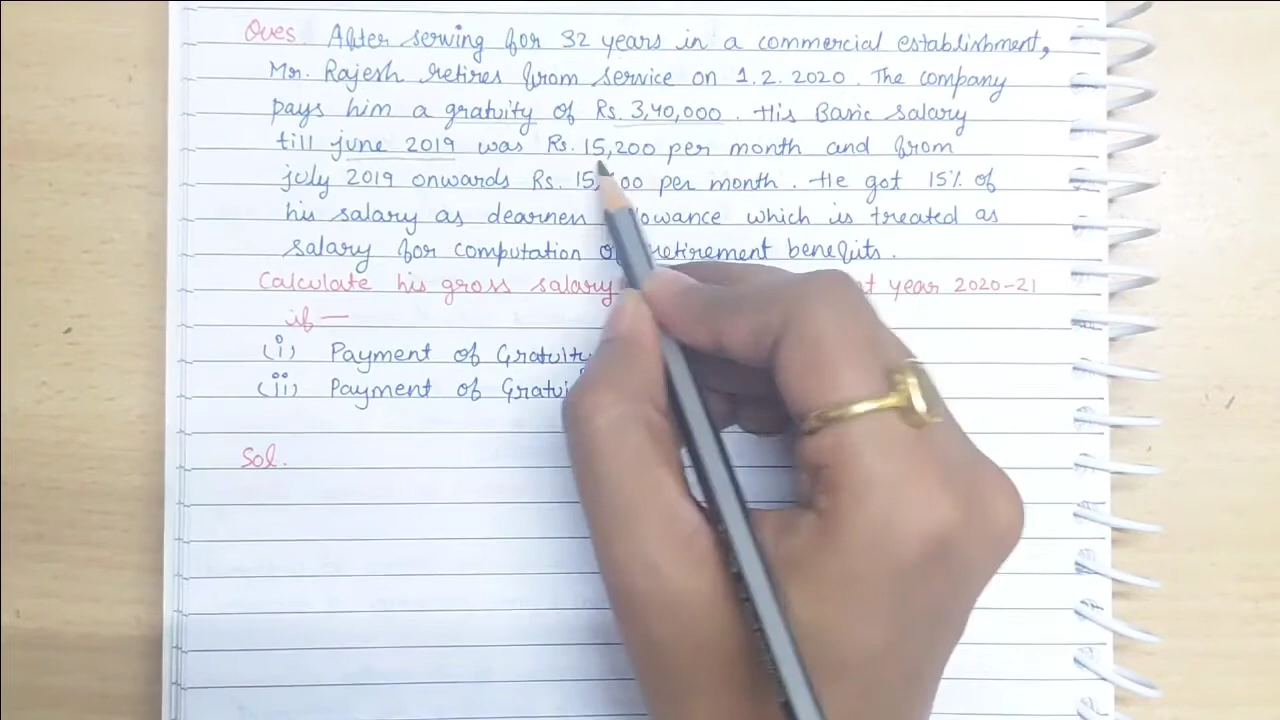 Ques. After serving for 32 years in a commercial establishment,
Mr. Rajesh retires from service on 1.2.2020. The company
pays him a gratuity of Rs. 3,40,000. His Basic salary
till june 2019 was Rs. 15,200 per month and from
july 2019 onwards Rs. per month. He got 15% of
his salary as dearness which is treated as
salary for computation retirement benefits.
Calculate his gross salary year 2020-21
if —
(i) Payment of Gratuity
(ii) Payment of
Sol.